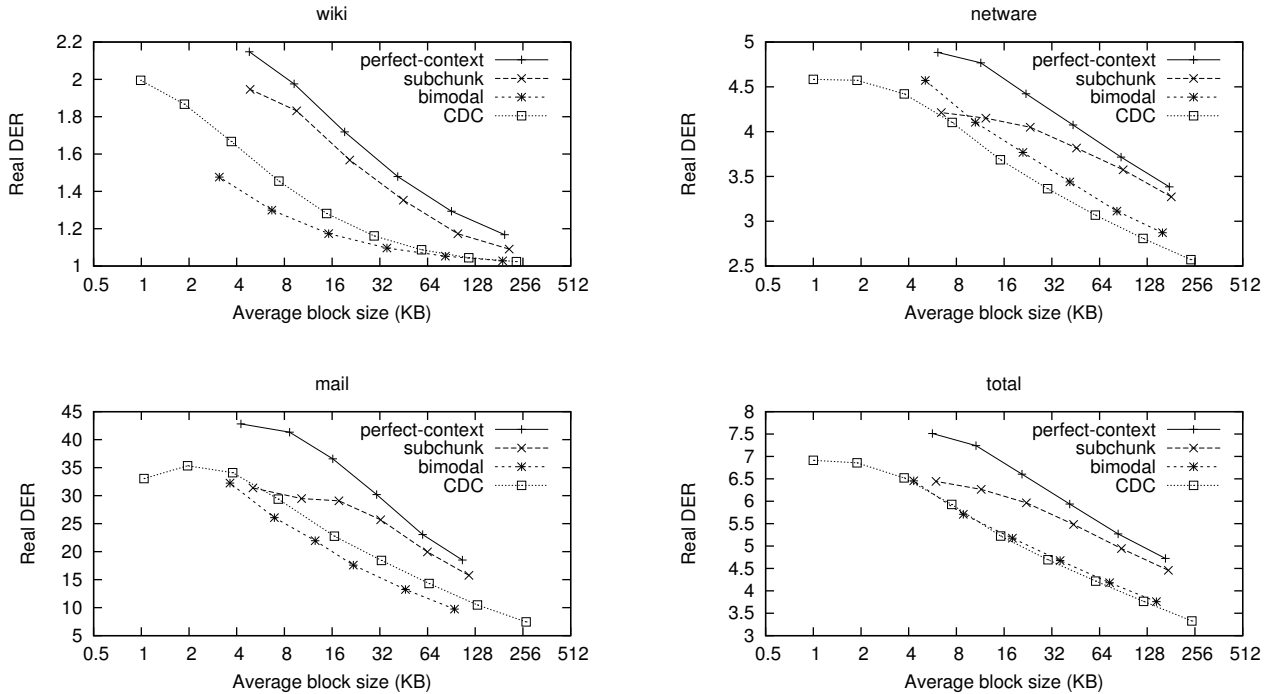 wiki
Real DER
2.2
2
1.8
1.6
1.4
1.2
1
0.5 1 2 4 8 16 32 64 128 256 512
Average block size (KB)
perfect-context
subchunk
bimodal
CDC
netware
Real DER
5
4.5
4
3.5
3
2.5
0.5 1 2 4 8 16 32 64 128 256 512
Average block size (KB)
perfect-context
subchunk
bimodal
CDC
mail
Real DER
45
40
35
30
25
20
15
10
5
0.5 1 2 4 8 16 32 64 128 256 512
Average block size (KB)
perfect-context
subchunk
bimodal
CDC
total
Real DER
8
7.5
7
6.5
6
5.5
5
4.5
4
3.5
3
0.5 1 2 4 8 16 32 64 128 256 512
Average block size (KB)
perfect-context
subchunk
bimodal
CDC